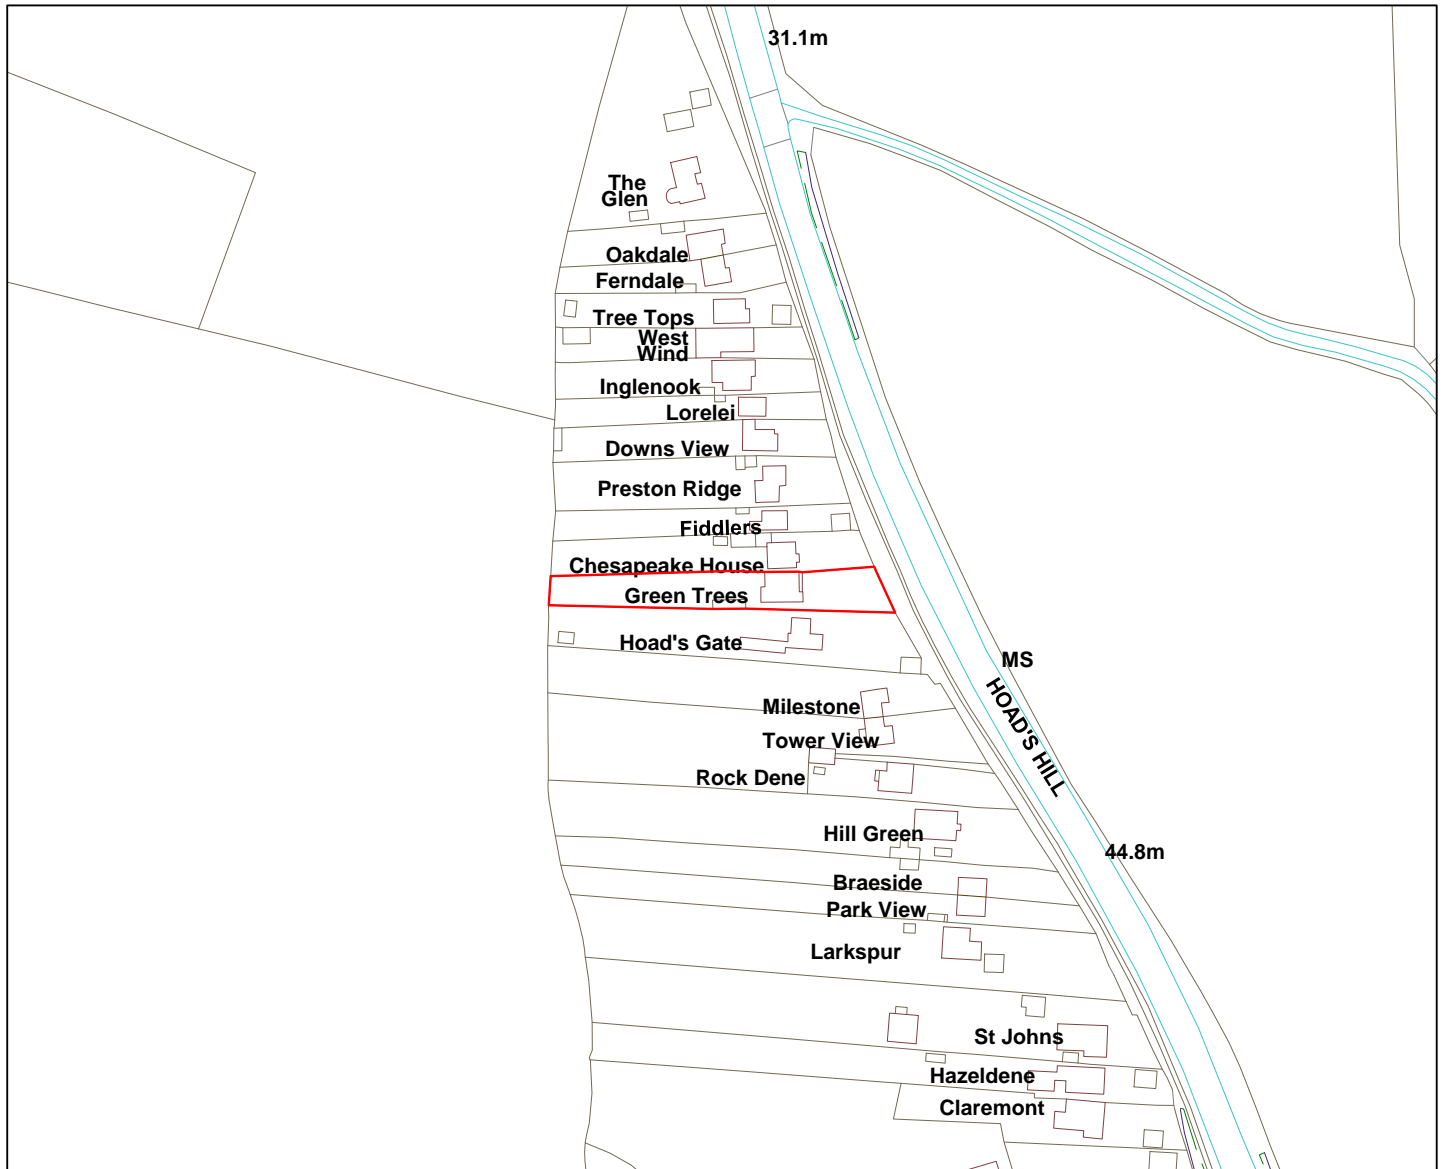 31.1m
The
Glen
Oakdale
Ferndale
Tree Tops
West
Wind
Inglenook
Lorelei
Downs View
Preston Ridge
Fiddlers
Chesapeake House
Green Trees
Hoad's Gate
MS
HOAD'S HILL
Milestone
Tower View
Rock Dene
Hill Green
44.8m
Braeside
Park View
Larkspur
St Johns
Hazeldene
Claremont